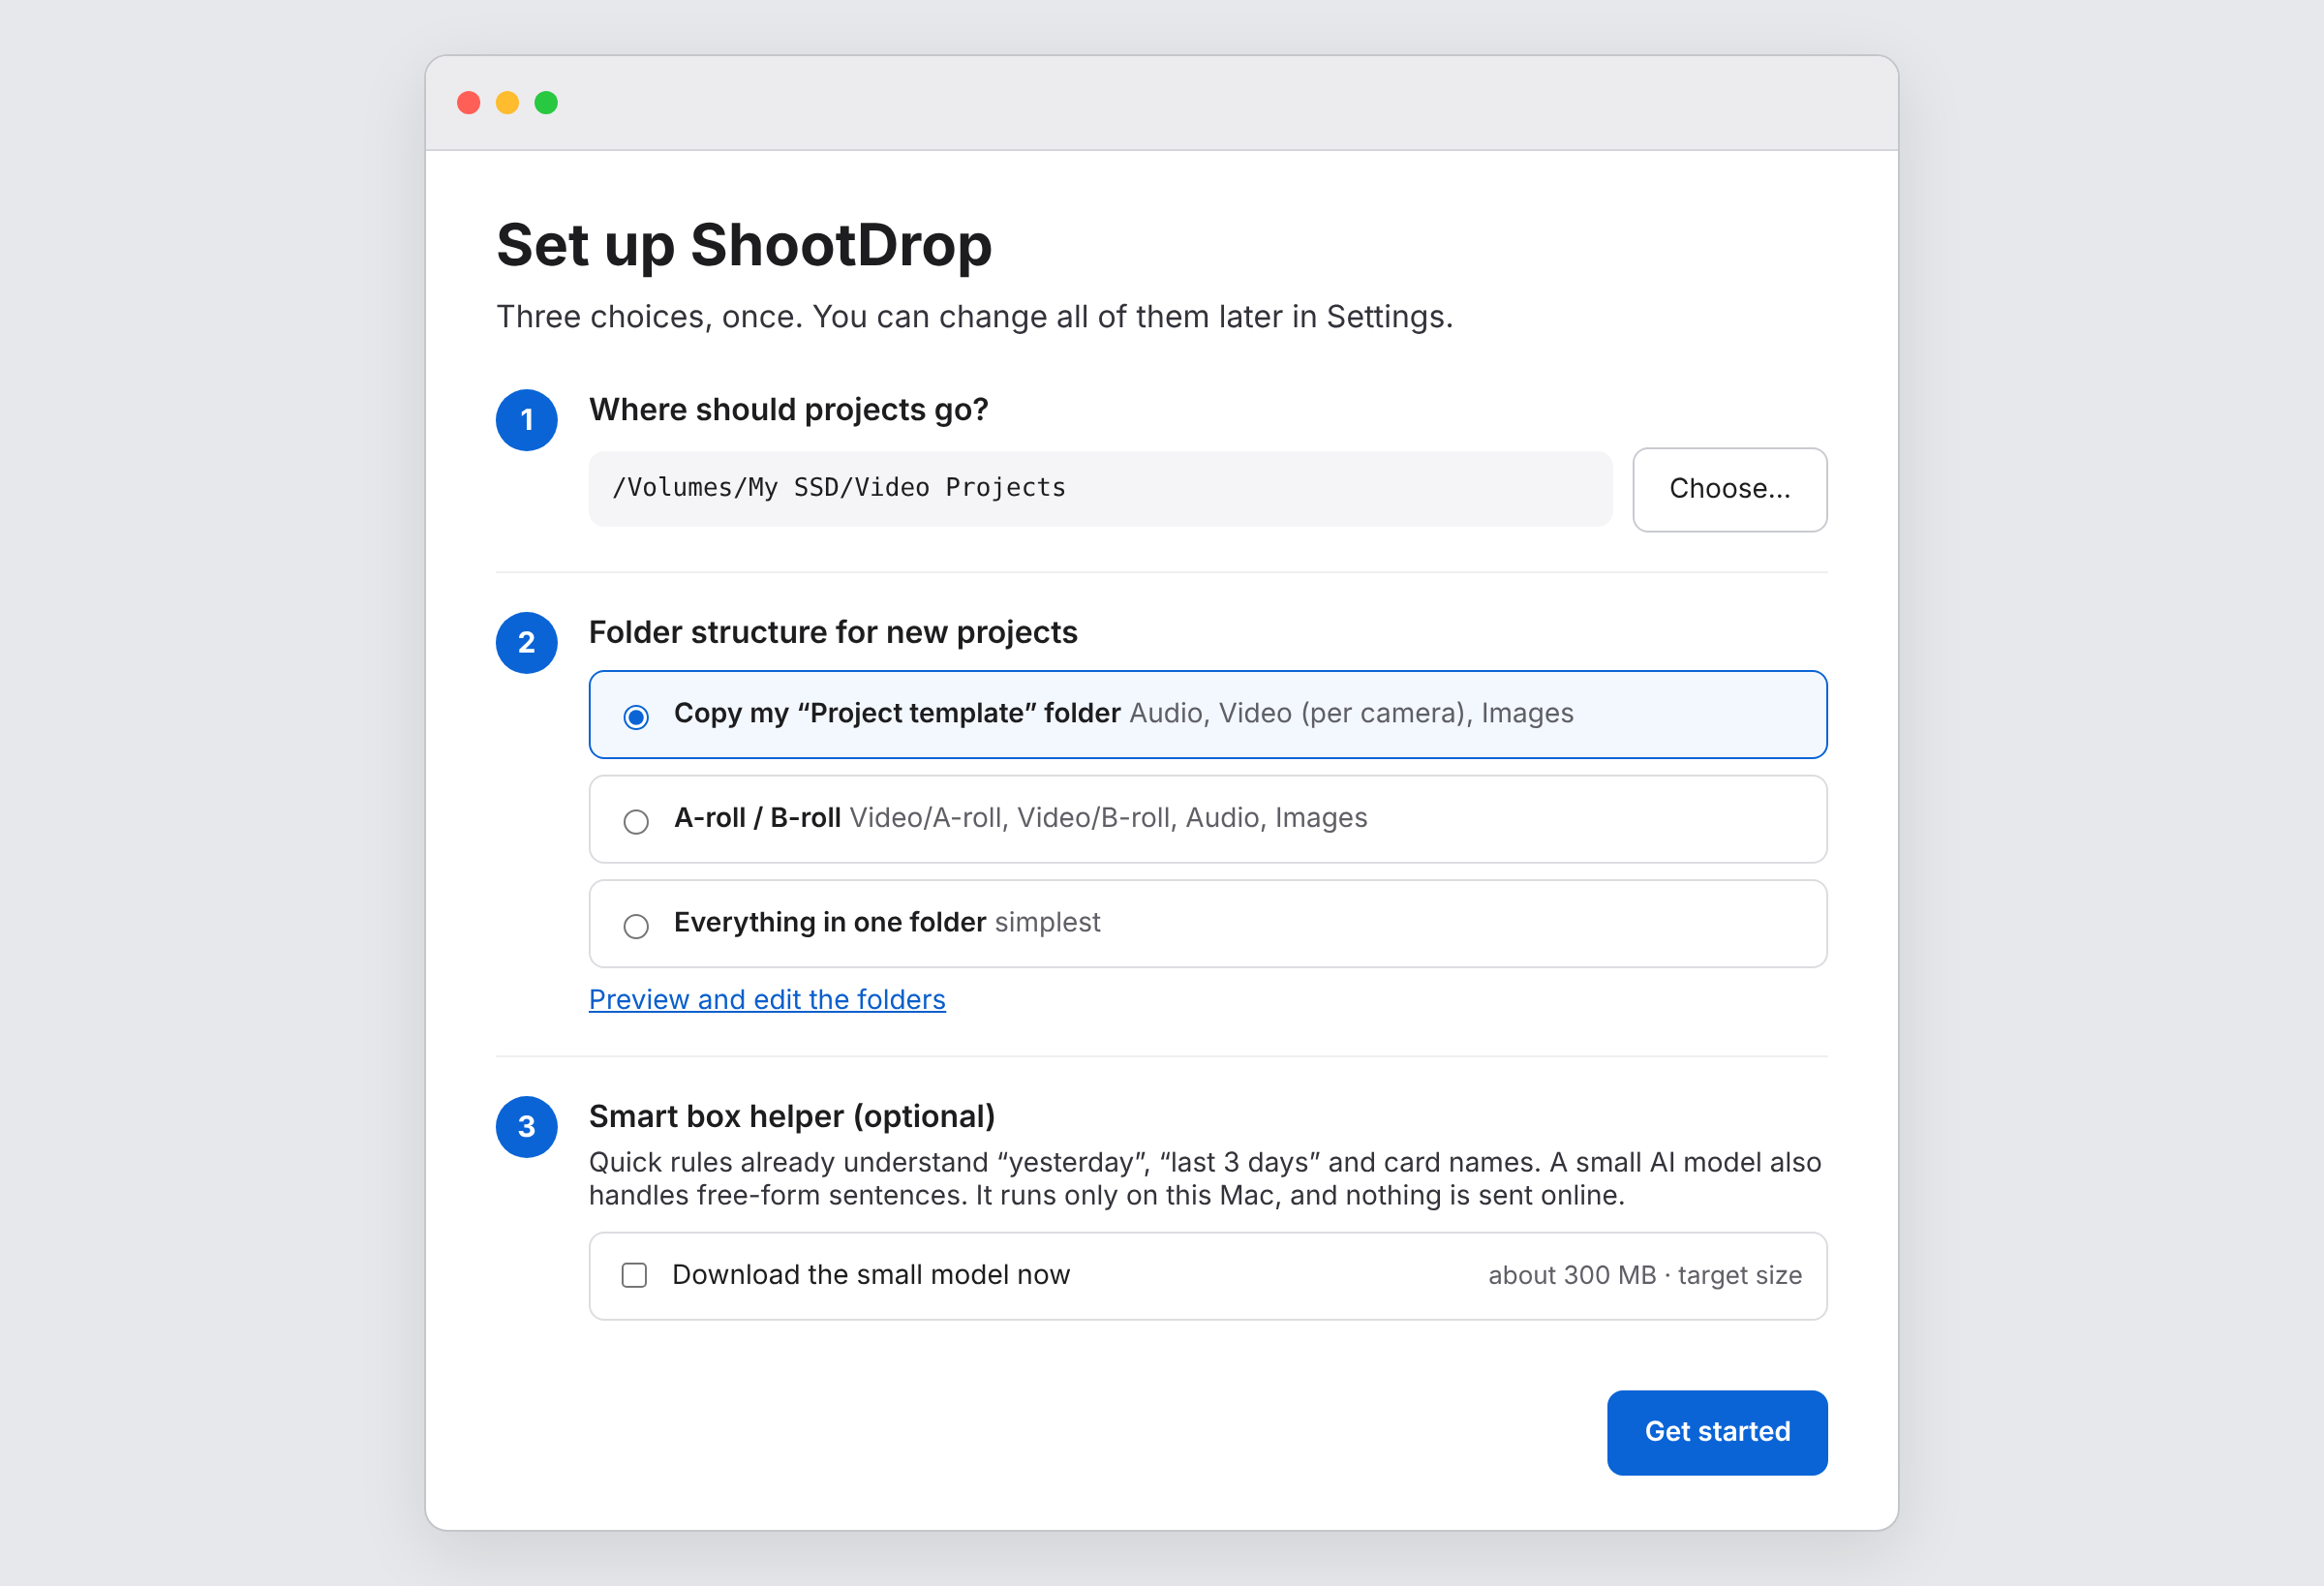 Set up ShootDrop
Three choices, once. You can change all of them later in Settings.
1
Where should projects go?
/Volumes/My SSD/Video Projects
Choose...
2
Folder structure for new projects
Copy my “Project template” folder Audio, Video (per camera), Images
A-roll / B-roll Video/A-roll, Video/B-roll, Audio, Images
Everything in one folder simplest
Preview and edit the folders
3
Smart box helper (optional)
Quick rules already understand “yesterday”, “last 3 days” and card names. A small AI model also
handles free-form sentences. It runs only on this Mac, and nothing is sent online.
Download the small model now about 300 MB · target size
Get started